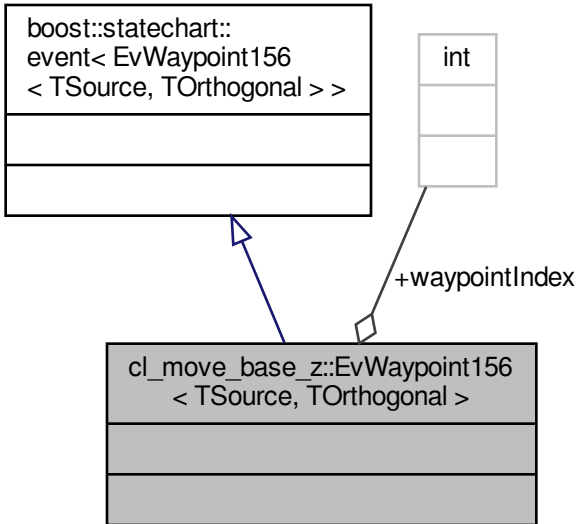 boost::statechart::
event< EvWaypoint156
< TSource, TOrthogonal > >
int
+waypointIndex
cl_move_base_z::EvWaypoint156
< TSource, TOrthogonal >